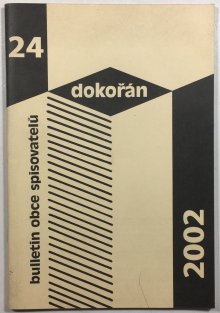 24
dokořán
bulletin obce spisovatelů
2002